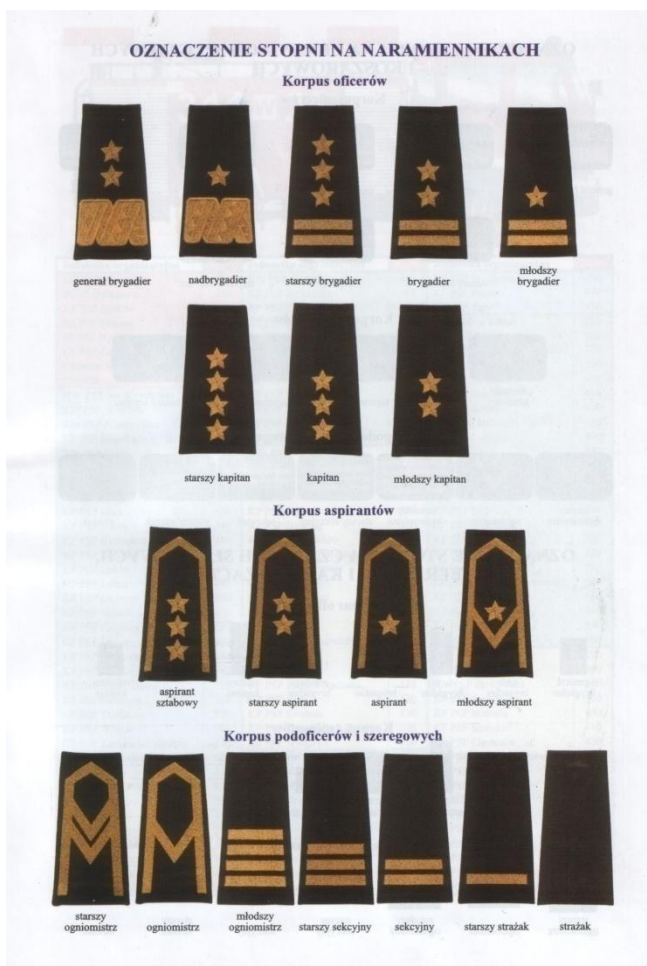 OZNACZENIE STOPNI NA NARAMIENNIKACH
Korpus oficerów
generał brygadier
nadbrygadier
starszy brygadier
brygadier
młodszy
brygadier
starszy kapitan
kapitan
młodszy kapitan
Korpus aspirantów
aspirant
sztabowy
starszy aspirant
aspirant
młodszy aspirant
Korpus podoficerów i szeregowych
starszy
ogniomistrz
ogniomistrz
młodszy
ogniomistrz
starszy sekcyjny
sekcyjny
starszy strażak
strażak